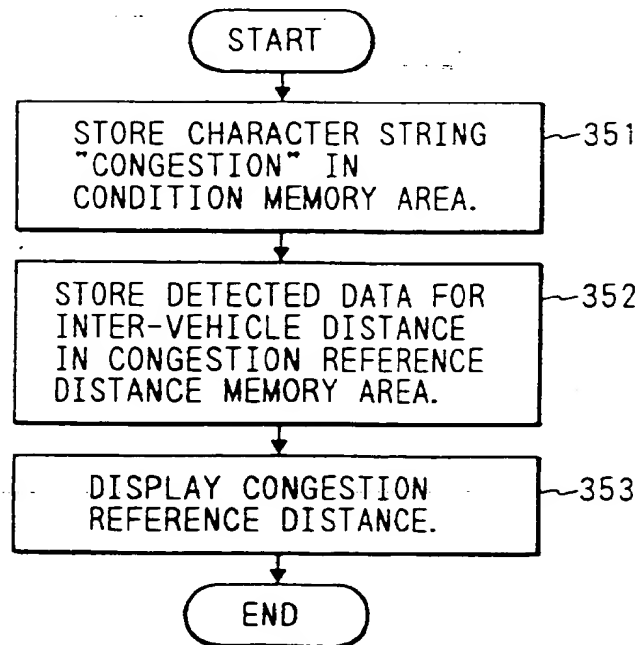 START
STORE CHARACTER STRING
"CONGESTION" IN
CONDITION MEMORY AREA.
351
STORE DETECTED DATA FOR
INTER-VEHICLE DISTANCE
IN CONGESTION REFERENCE
DISTANCE MEMORY AREA.
352
DISPLAY CONGESTION
REFERENCE DISTANCE.
353
END